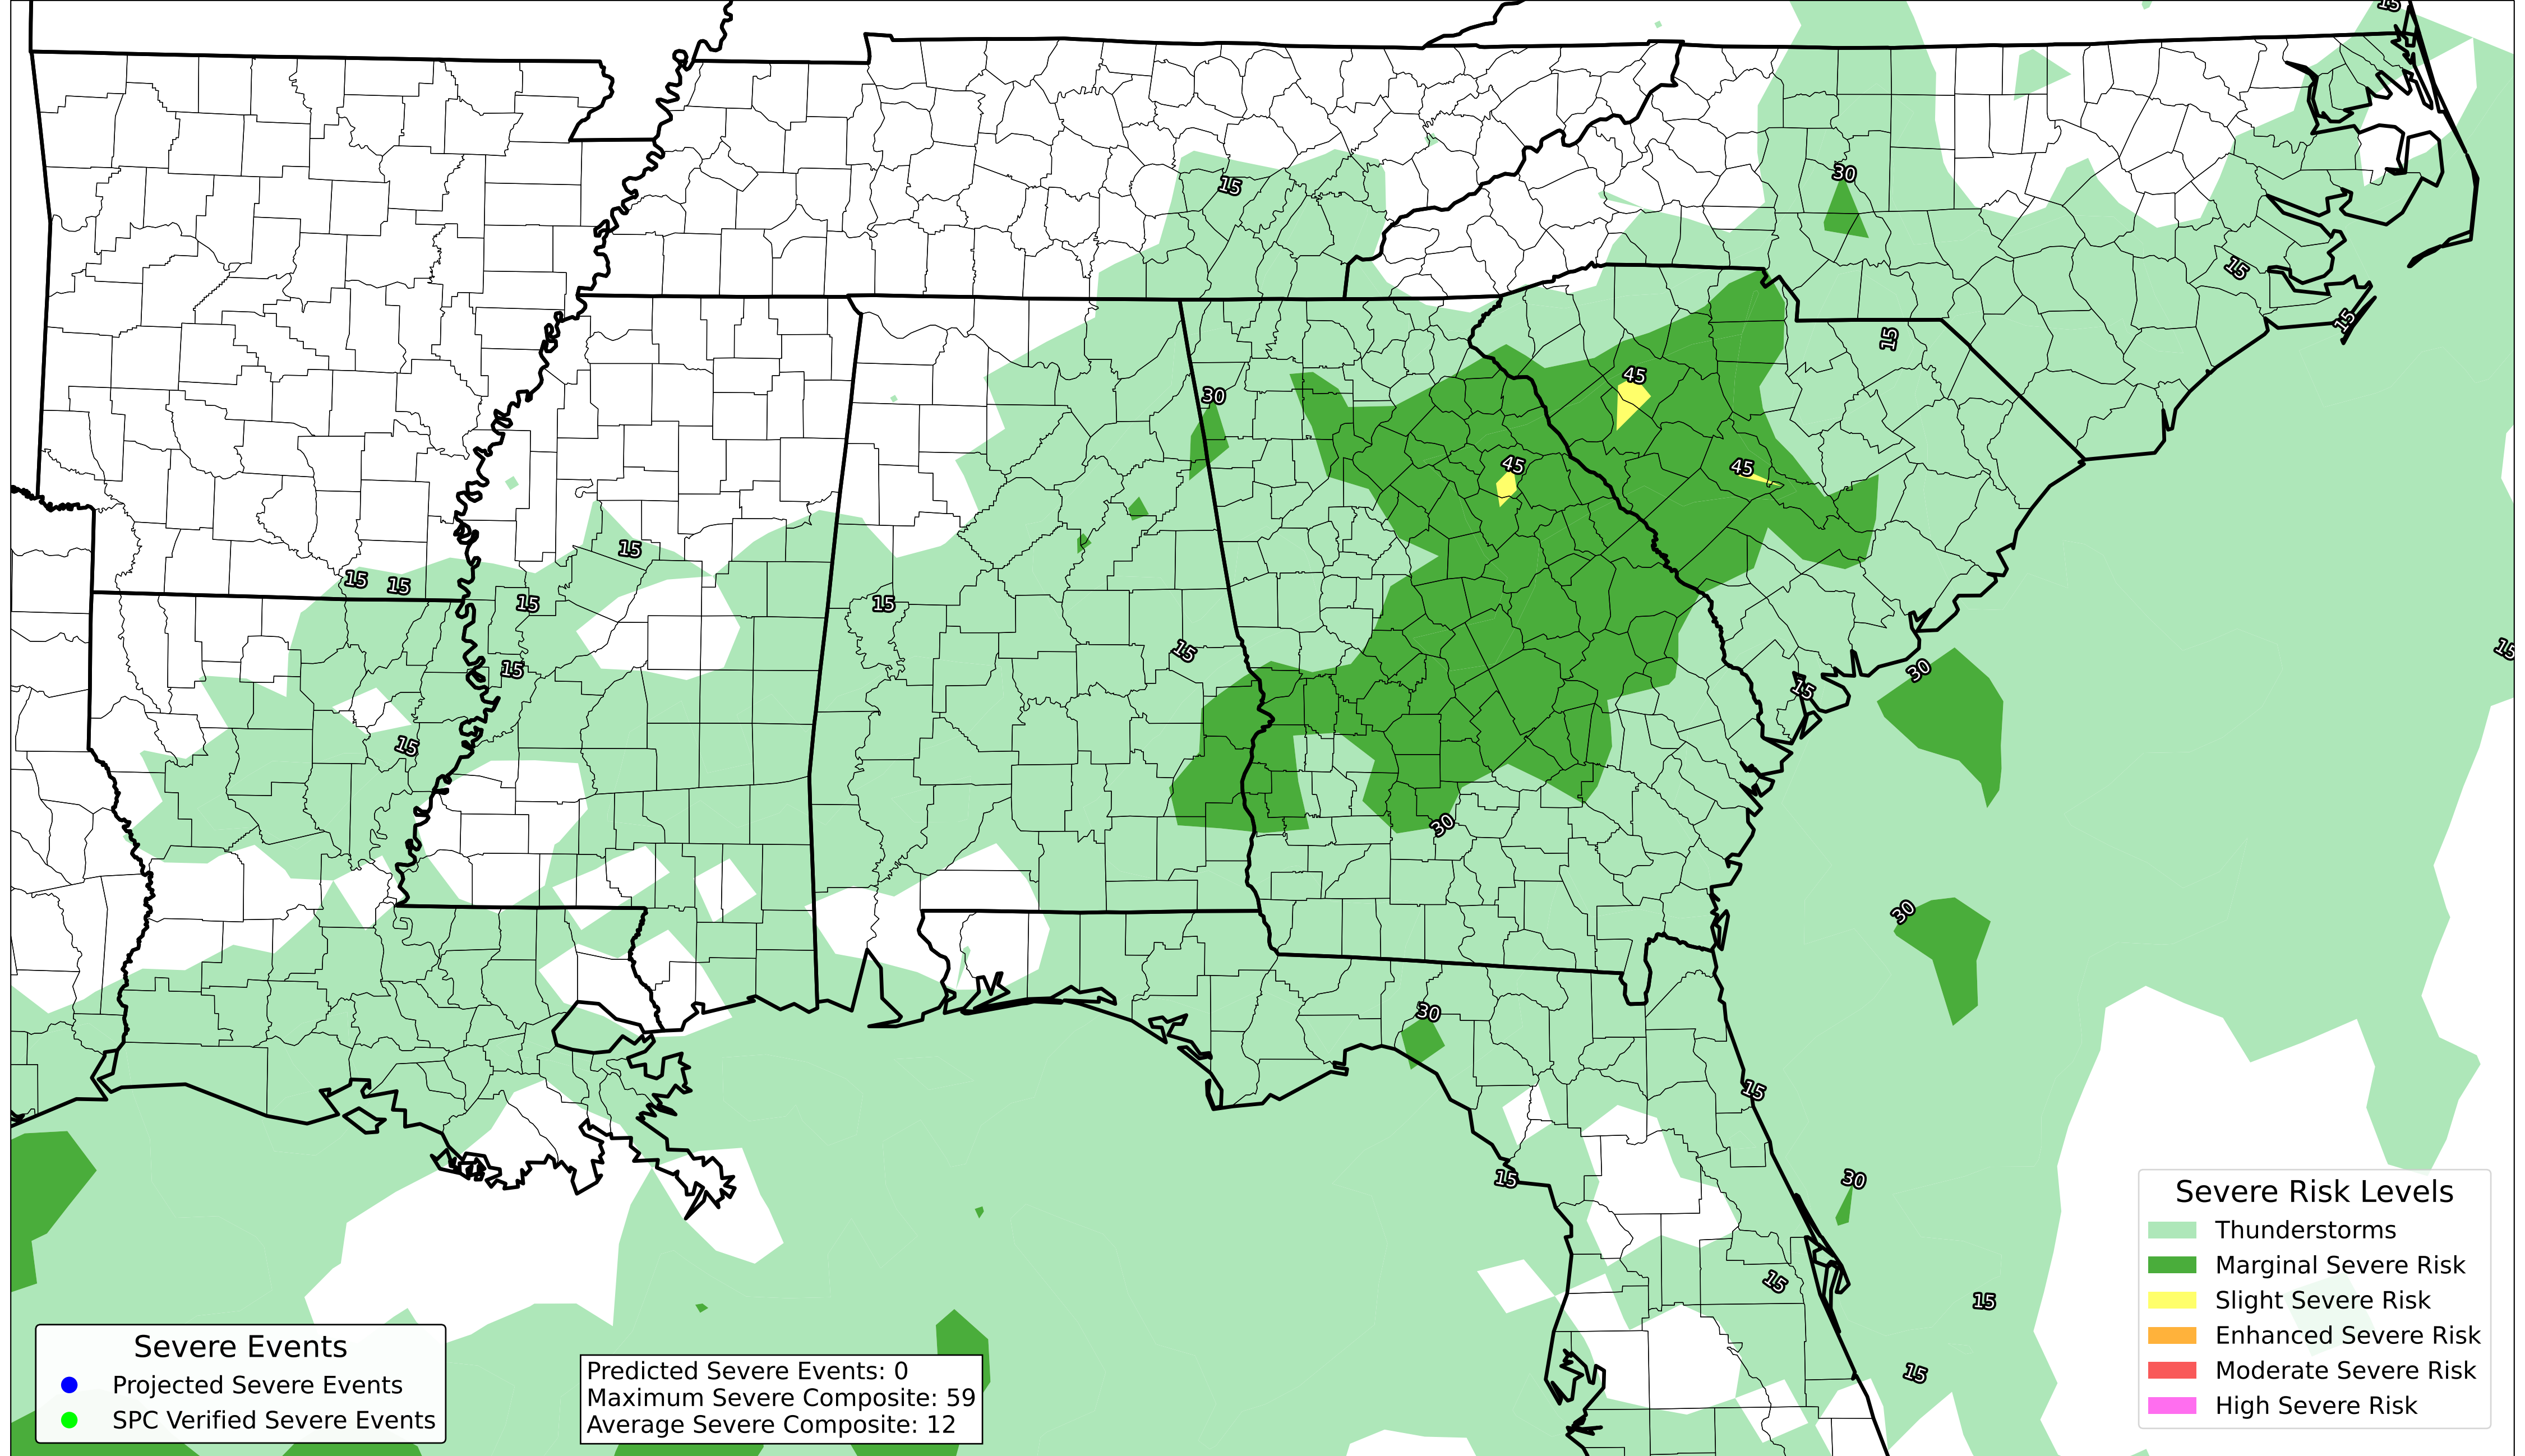 15
30
15
15
15
30
15
45
45
45
15
15 15
15
15
15
15
15
30
15
15
30
30
30
15
15
30
15
15
15
Severe Risk Levels
Thunderstorms
Marginal Severe Risk
Slight Severe Risk
Enhanced Severe Risk
Moderate Severe Risk
High Severe Risk
Severe Events
Projected Severe Events
SPC Verified Severe Events
Predicted Severe Events: 0
Maximum Severe Composite: 59
Average Severe Composite: 12